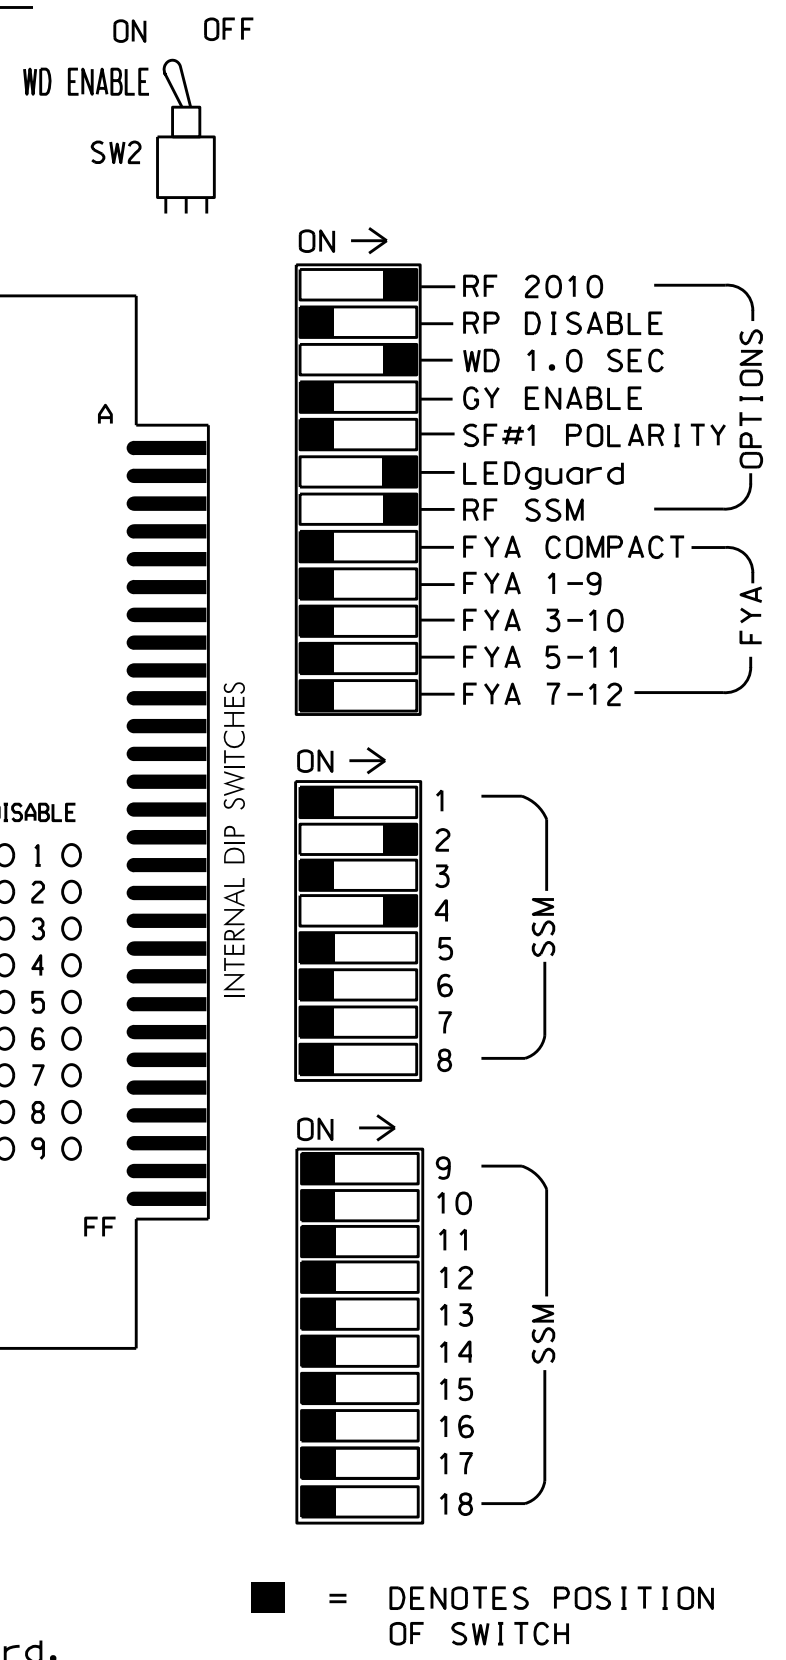 ON OFF
WD ENABLE
SW2
ON
RF 2010
RP DISABLE
WD 1.0 SEC
GY ENABLE
SF#1 POLARITY
LEDguard
RF SSM
OPTIONS
FYA COMPACT
FYA 1-9
FYA 3-10
FYA 5-11
FYA 7-12
FYA
A
FF
INTERNAL DIP SWITCHES
ISABLE
1
2
3
4
5
6
7
8
9
ON
1
2
3
4
5
6
7
8
SSM
ON
9
10
11
12
13
14
15
16
17
18
SSM
= DENOTES POSITION
OF SWITCH
rd.